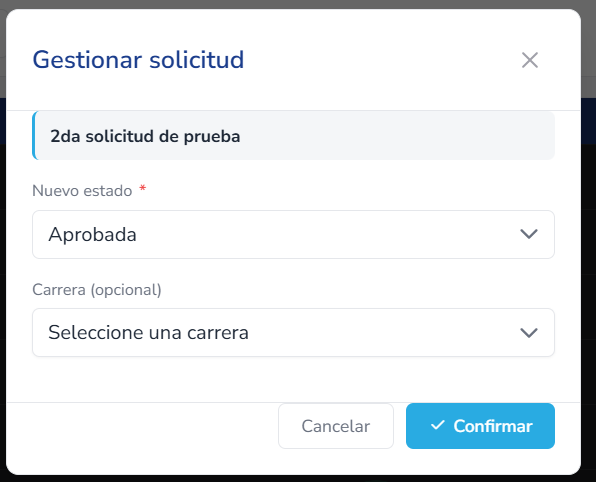 Gestionar solicitud
2da solicitud de prueba
Nuevo estado *
Aprobada
Carrera (opcional)
Seleccione una carrera
Cancelar
Confirmar